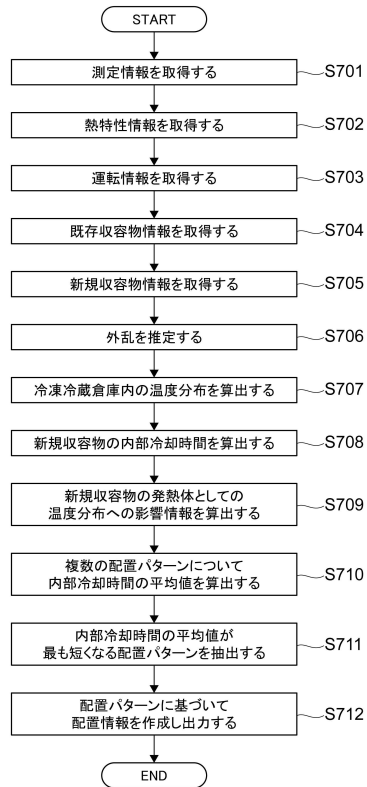 START
測定情報を取得する
S701
熱特性情報を取得する
S702
運転情報を取得する
S703
既存収容物情報を取得する
S704
新規収容物情報を取得する
S705
外乱を推定する
S706
冷凍冷蔵倉庫内の温度分布を算出する
S707
新規収容物の内部冷却時間を算出する
S708
新規収容物の発熱体としての
温度分布への影響情報を算出する
S709
複数の配置パターンについて
内部冷却時間の平均値を算出する
S710
内部冷却時間の平均値が
最も短くなる配置パターンを抽出する
S711
配置パターンに基づいて
配置情報を作成し出力する
S712
END